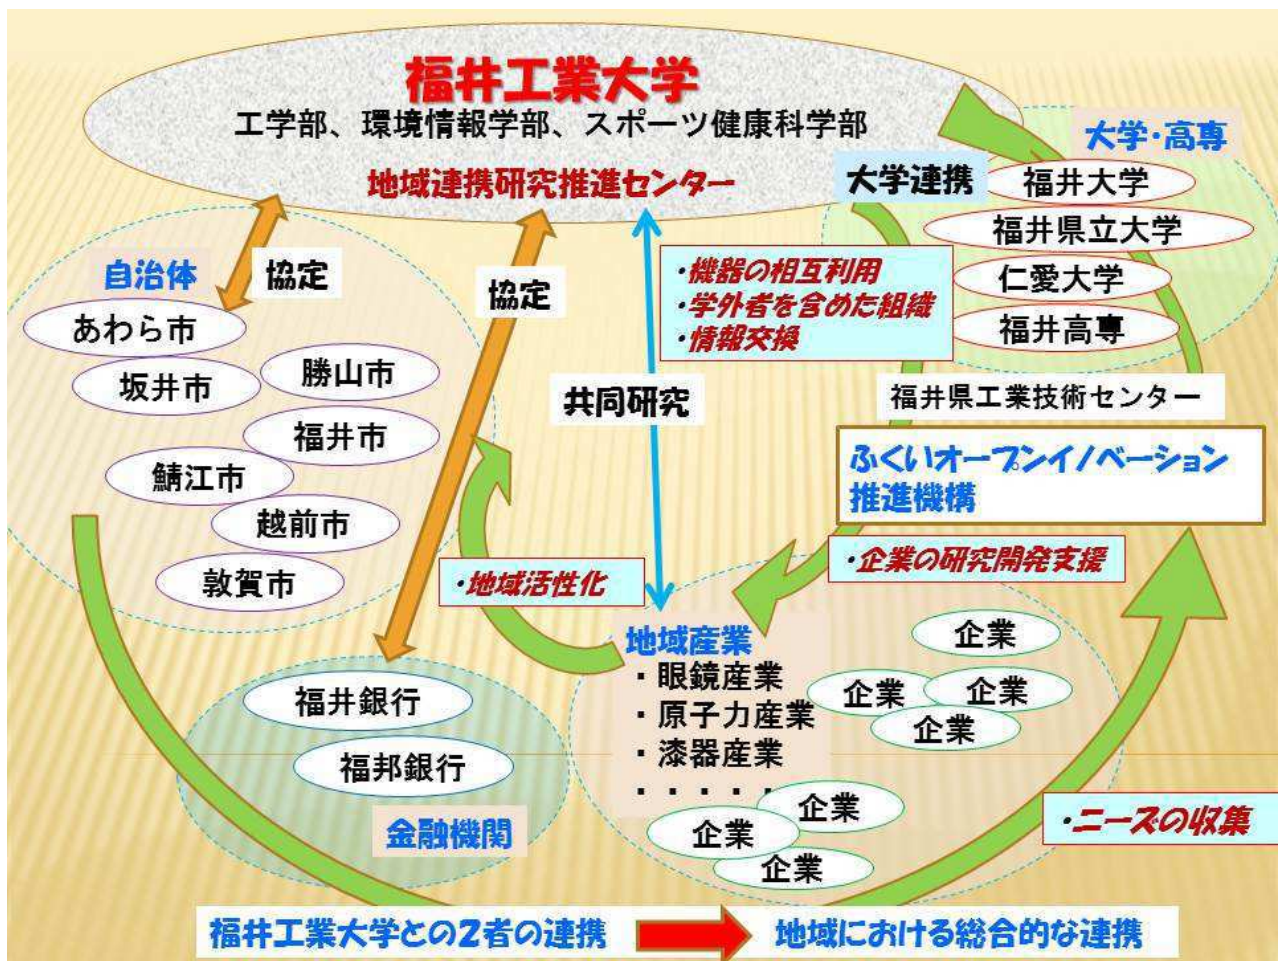 福井工業大学
工学部、環境情報学部、スポーツ健康科学部
地域連携研究推進センター
大学・高専
大学連携
福井大学
福井県立大学
仁愛大学
福井高専
自治体
協定
協定
・機器の相互利用
・学外者を含めた組織
・情報交換
あわら市
坂井市
勝山市
福井市
鯖江市
越前市
敦賀市
共同研究
福井県工業技術センター
ふくいオープンイノベーション
推進機構
・地域活性化
・企業の研究開発支援
地域産業
・眼鏡産業
・原子力産業
・漆器産業
・・・・・
企業
企業
企業
企業
企業
企業
企業
福井銀行
福邦銀行
金融機関
・ニーズの収集
福井工業大学との2者の連携
地域における総合的な連携